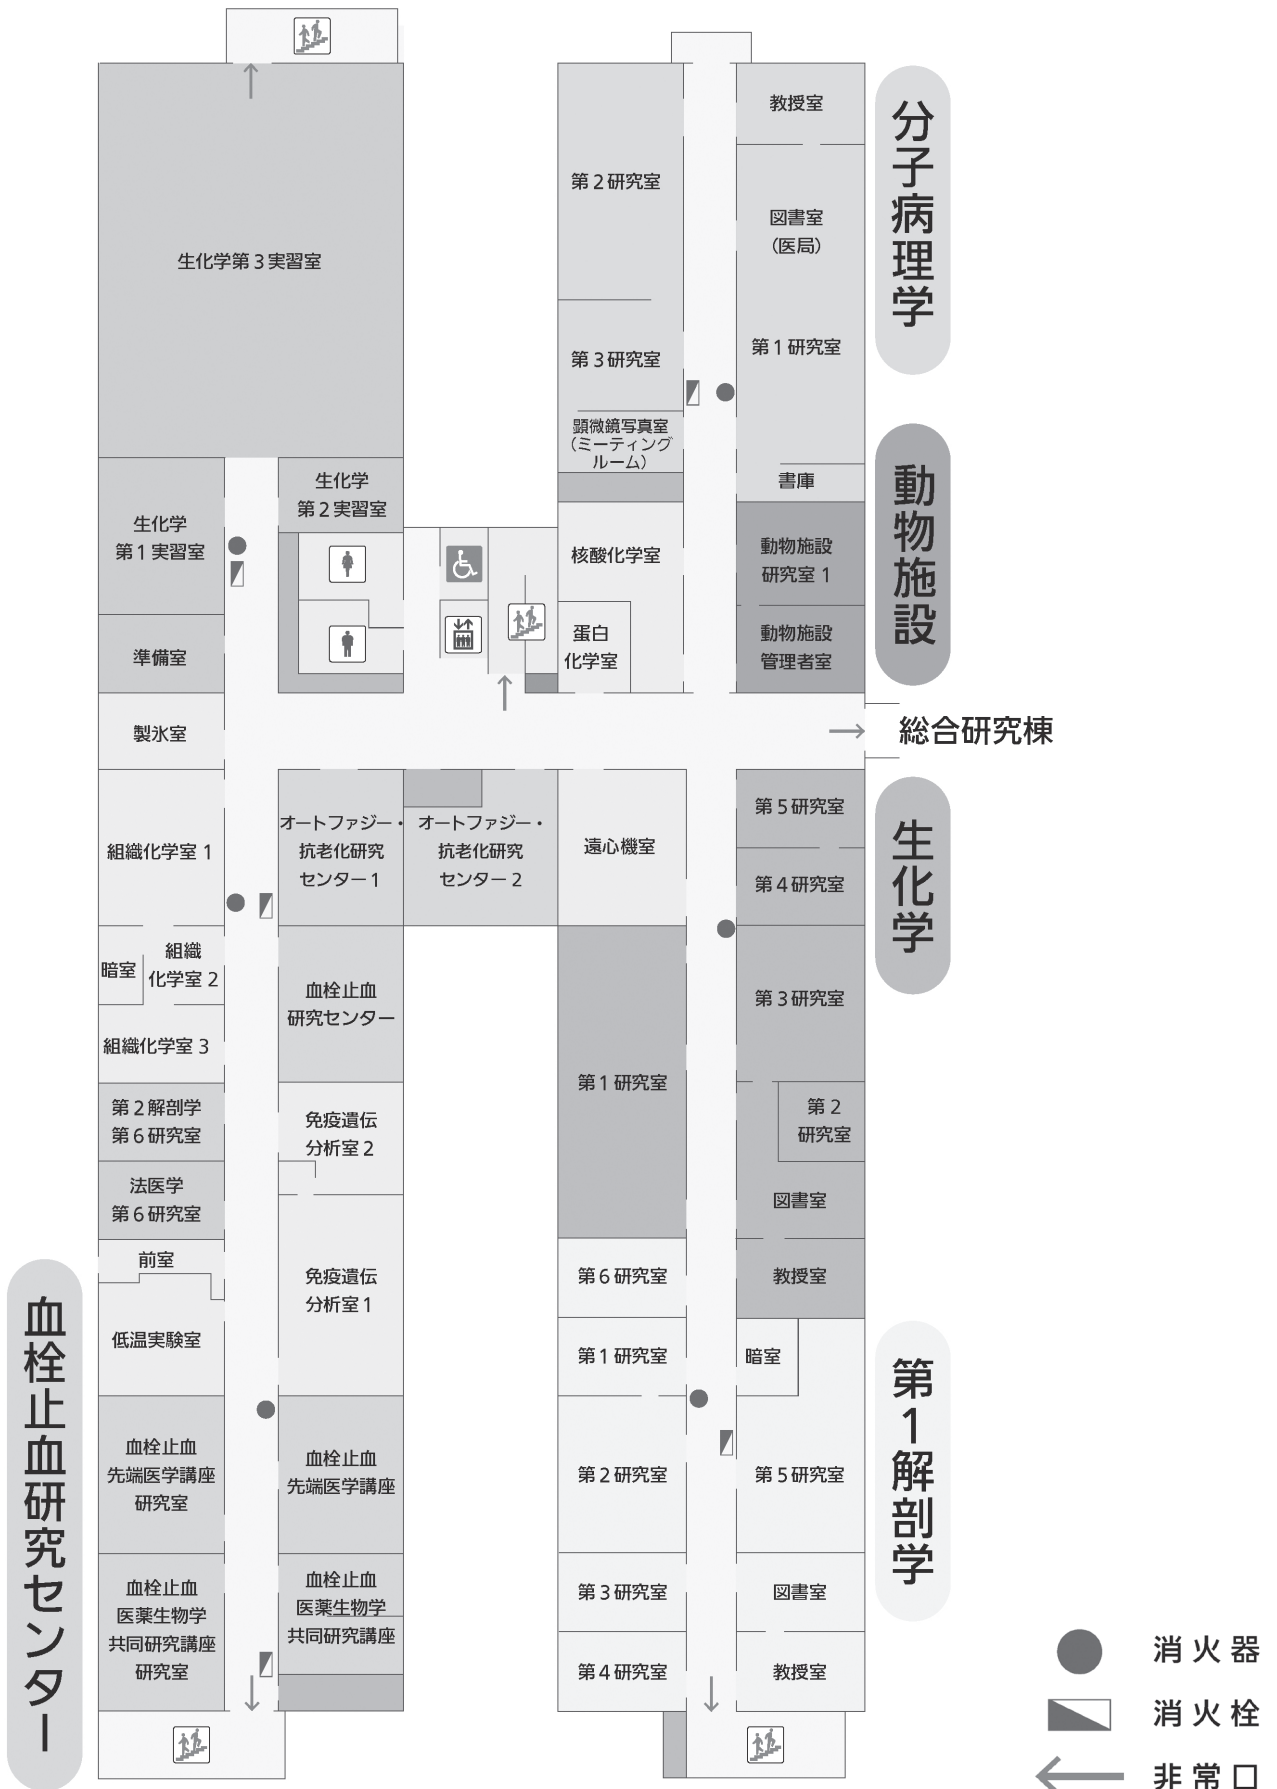 生化学第3実習室
生化学
第1実習室
生化学
第2実習室
準備室
製氷室
組織化学室1
暗室
組織
化学室2
組織化学室3
第2解剖学
第6研究室
法医学
第6研究室
前室
低温実験室
血栓止血
先端医学講座
研究室
血栓止血
医薬生物学
共同研究講座
研究室
オートファジー・
抗老化研究
センター1
オートファジー・
抗老化研究
センター2
血栓止血
研究センター
免疫遺伝
分析室2
免疫遺伝
分析室1
血栓止血
先端医学講座
血栓止血
医薬生物学
共同研究講座
血栓止血研究センター
第2研究室
第3研究室
顕微鏡写真室
（ミーティング
ルーム）
核酸化学室
蛋白
化学室
教授室
図書室
（医局）
第1研究室
書庫
動物施設
研究室1
動物施設
管理者室
分子病理学
動物施設
総合研究棟
遠心機室
第1研究室
第5研究室
第4研究室
第3研究室
第2
研究室
図書室
教授室
生化学
第6研究室
第1研究室
暗室
第2研究室
第5研究室
第3研究室
図書室
第4研究室
教授室
第1解剖学
消火器
消火栓
非常口